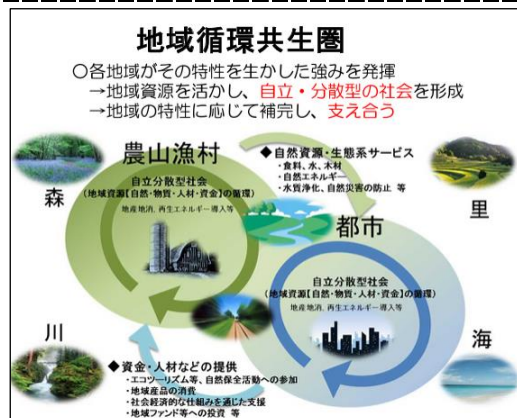 地域循環共生圏
〇各地域がその特性を生かした強みを発揮
→地域資源を活かし、自立・分散型の社会を形成
→地域の特性に応じて補完し、支え合う
農山漁村
◆自然資源・生態系サービス
・食料、水、木材
・自然エネルギー
・水質浄化、自然災害の防止 等
森
自立分散型社会
(地域資源【自然・物質・人材・資金】の循環)
地産地消、再生エネルギー導入等
里
都市
自立分散型社会
(地域資源【自然・物質・人材・資金】の循環)
地産地消、再生エネルギー導入等
川
海
◆資金・人材などの提供
・エコツーリズム等、自然保全活動への参加
・地域産品の消費
・社会経済的な仕組みを通じた支援
・地域ファンド等への投資 等